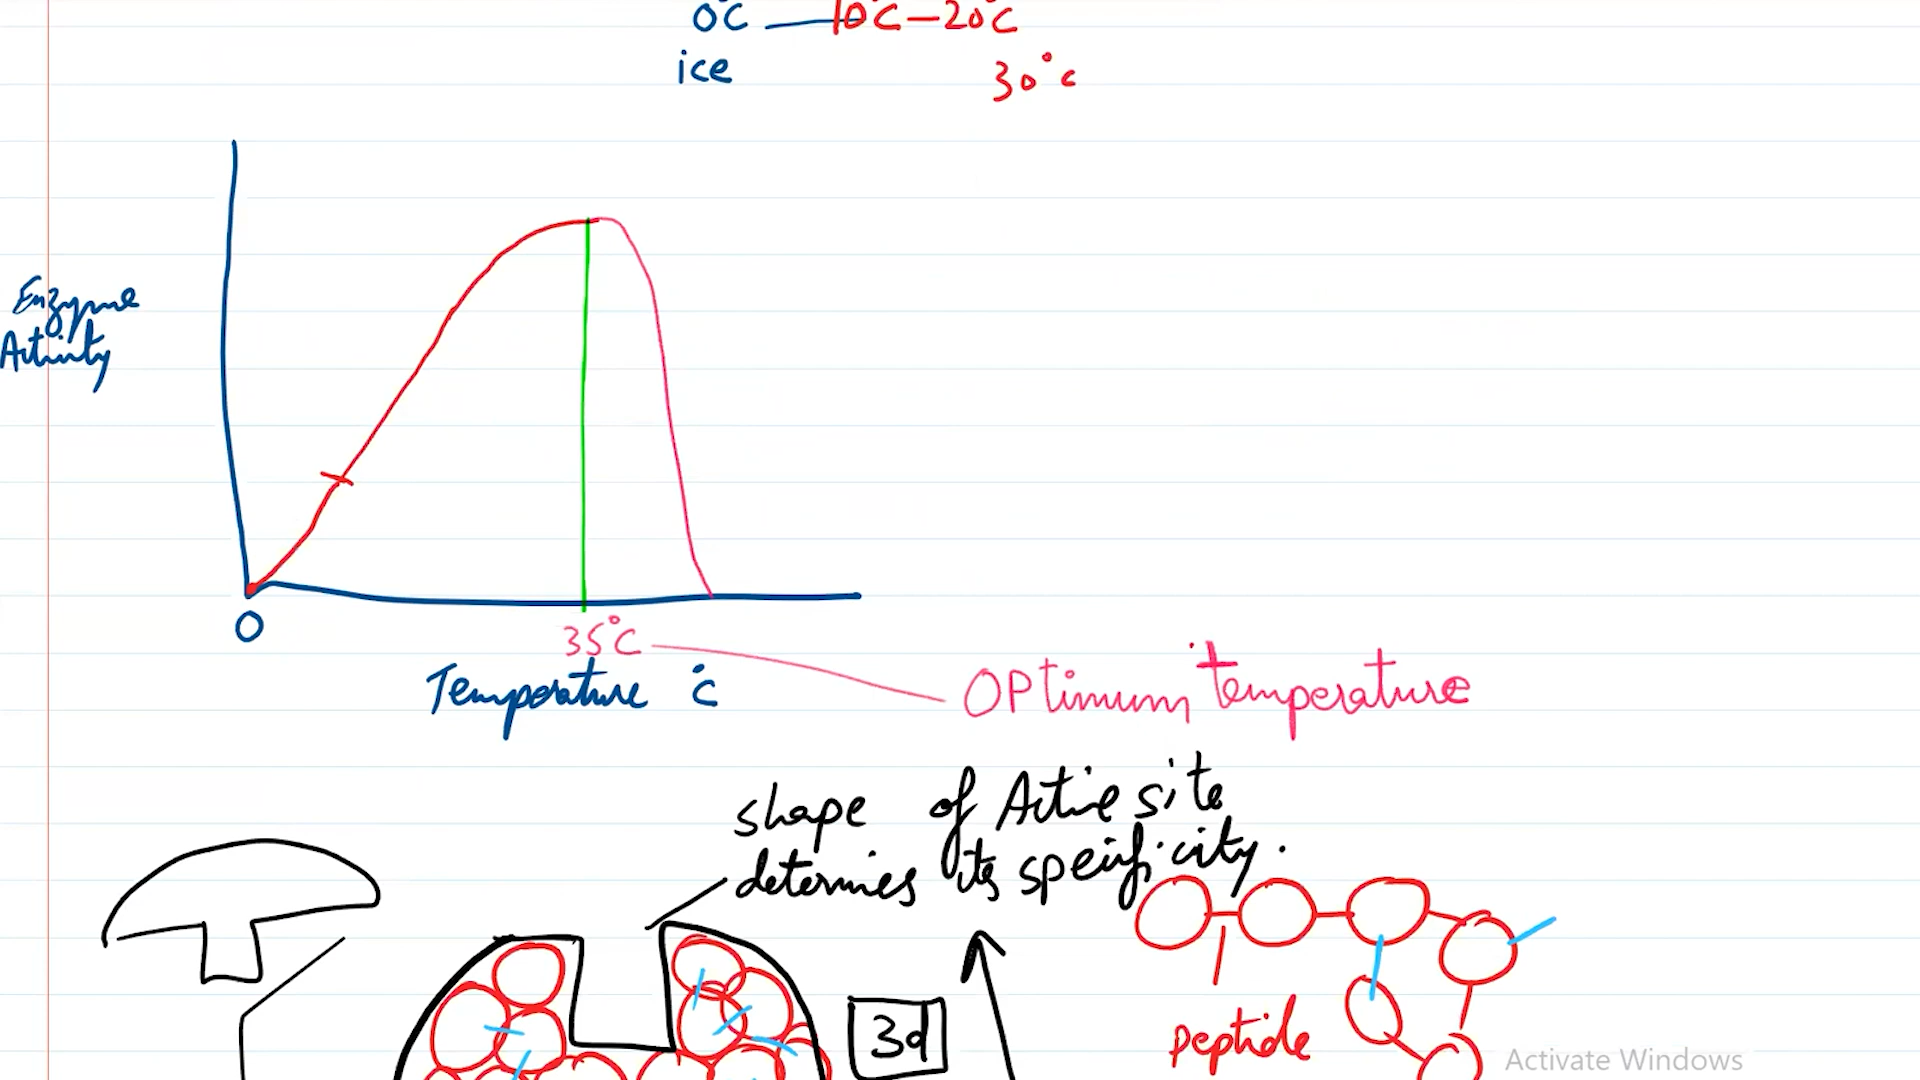 0°C — 10°C – 20°C
ice
30°c
Enzyme
Activity
0
35°C
Temperature °c
OPtimum temperature
shape of Active site
determies its specificity.
3d
peptide
Activate Windows